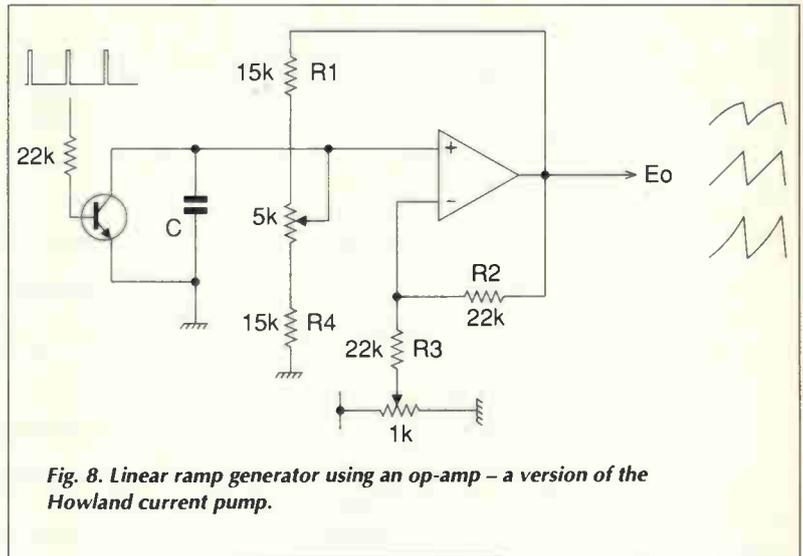 15k R1
22k
+
Eo
5k
-
C
R2
22k
15k R4
22k R3
1k
Fig. 8. Linear ramp generator using an op-amp – a version of the
Howland current pump.